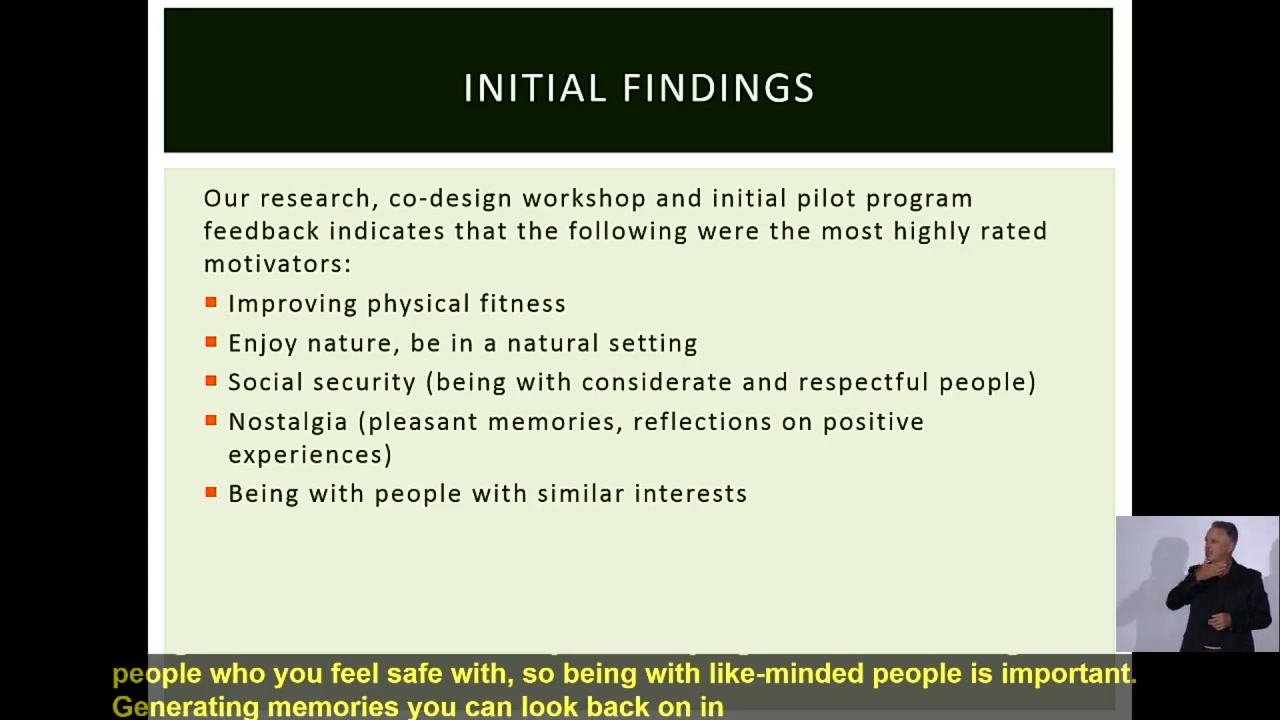 INITIAL FINDINGS
Our research, co-design workshop and initial pilot program
feedback indicates that the following were the most highly rated
motivators:
Improving physical fitness
Enjoy nature, be in a natural setting
Social security (being with considerate and respectful people)
Nostalgia (pleasant memories, reflections on positive
experiences)
Being with people with similar interests
people who you feel safe with, so being with like-minded people is important.
Generating memories you can look back on in